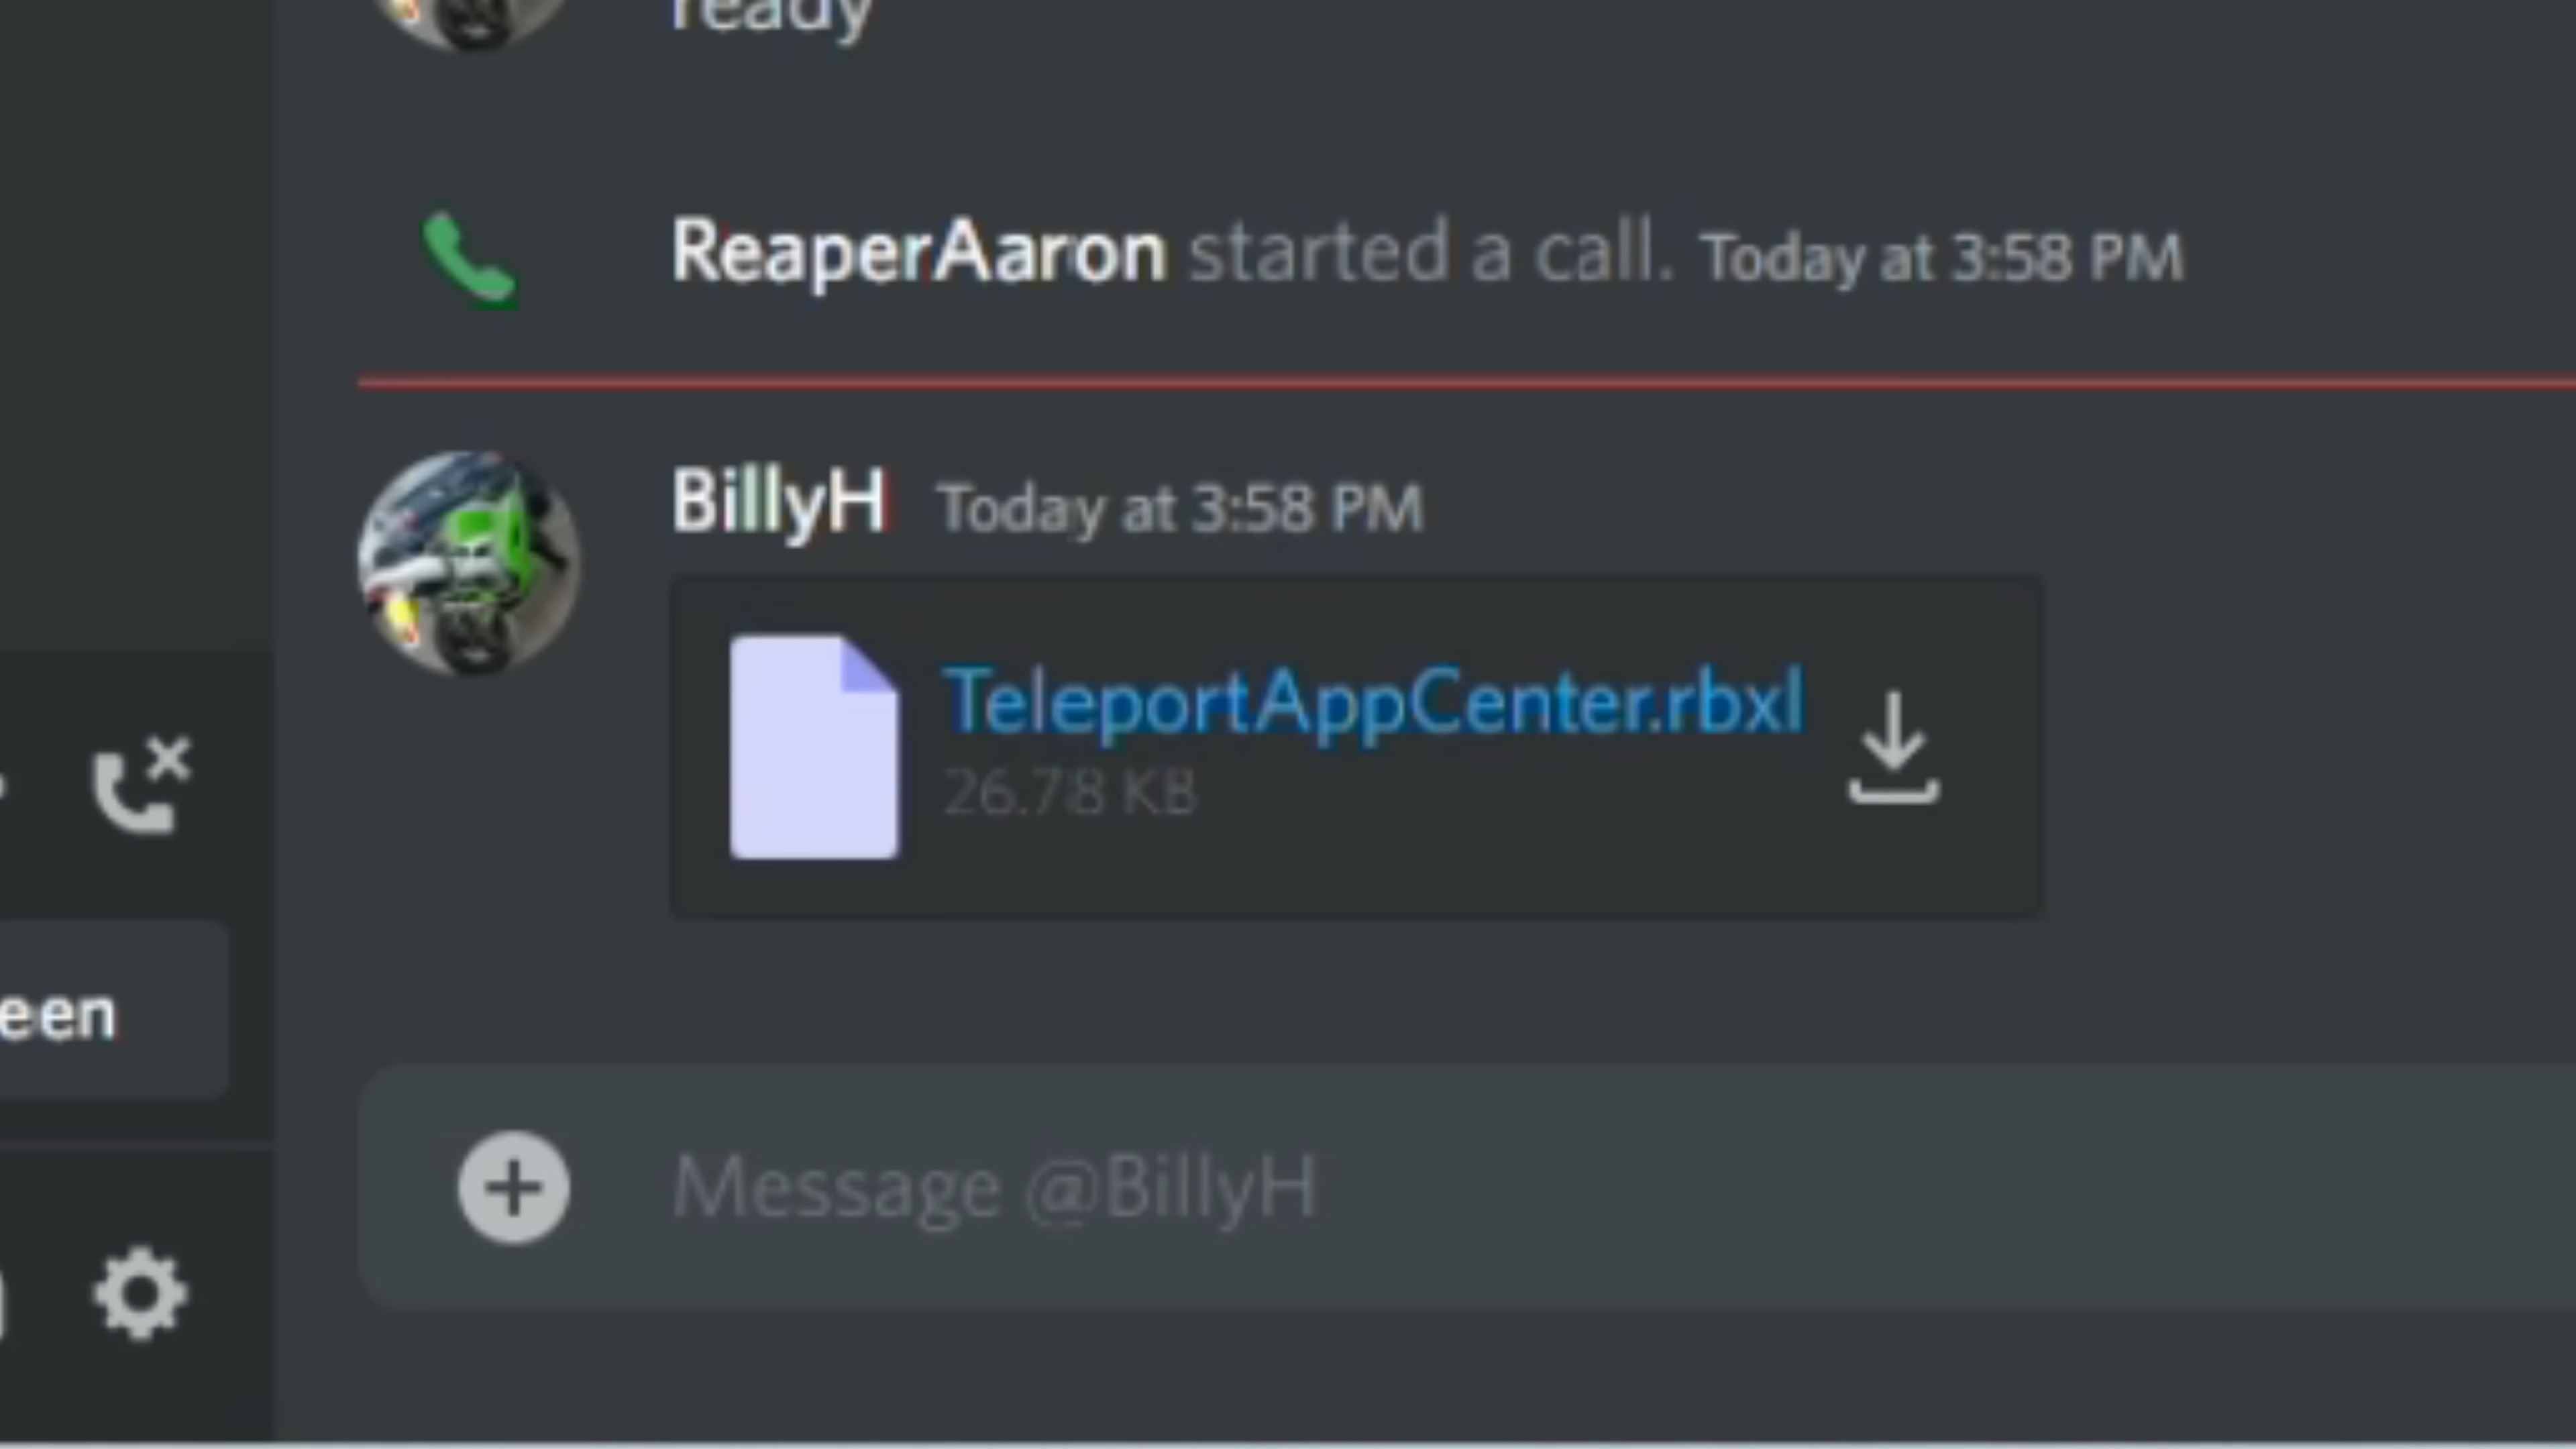 ready
ReaperAaron started a call. Today at 3:58 PM
BillyH Today at 3:58 PM
TeleportAppCenter.rbxl
26.78 KB
een
Message @BillyH